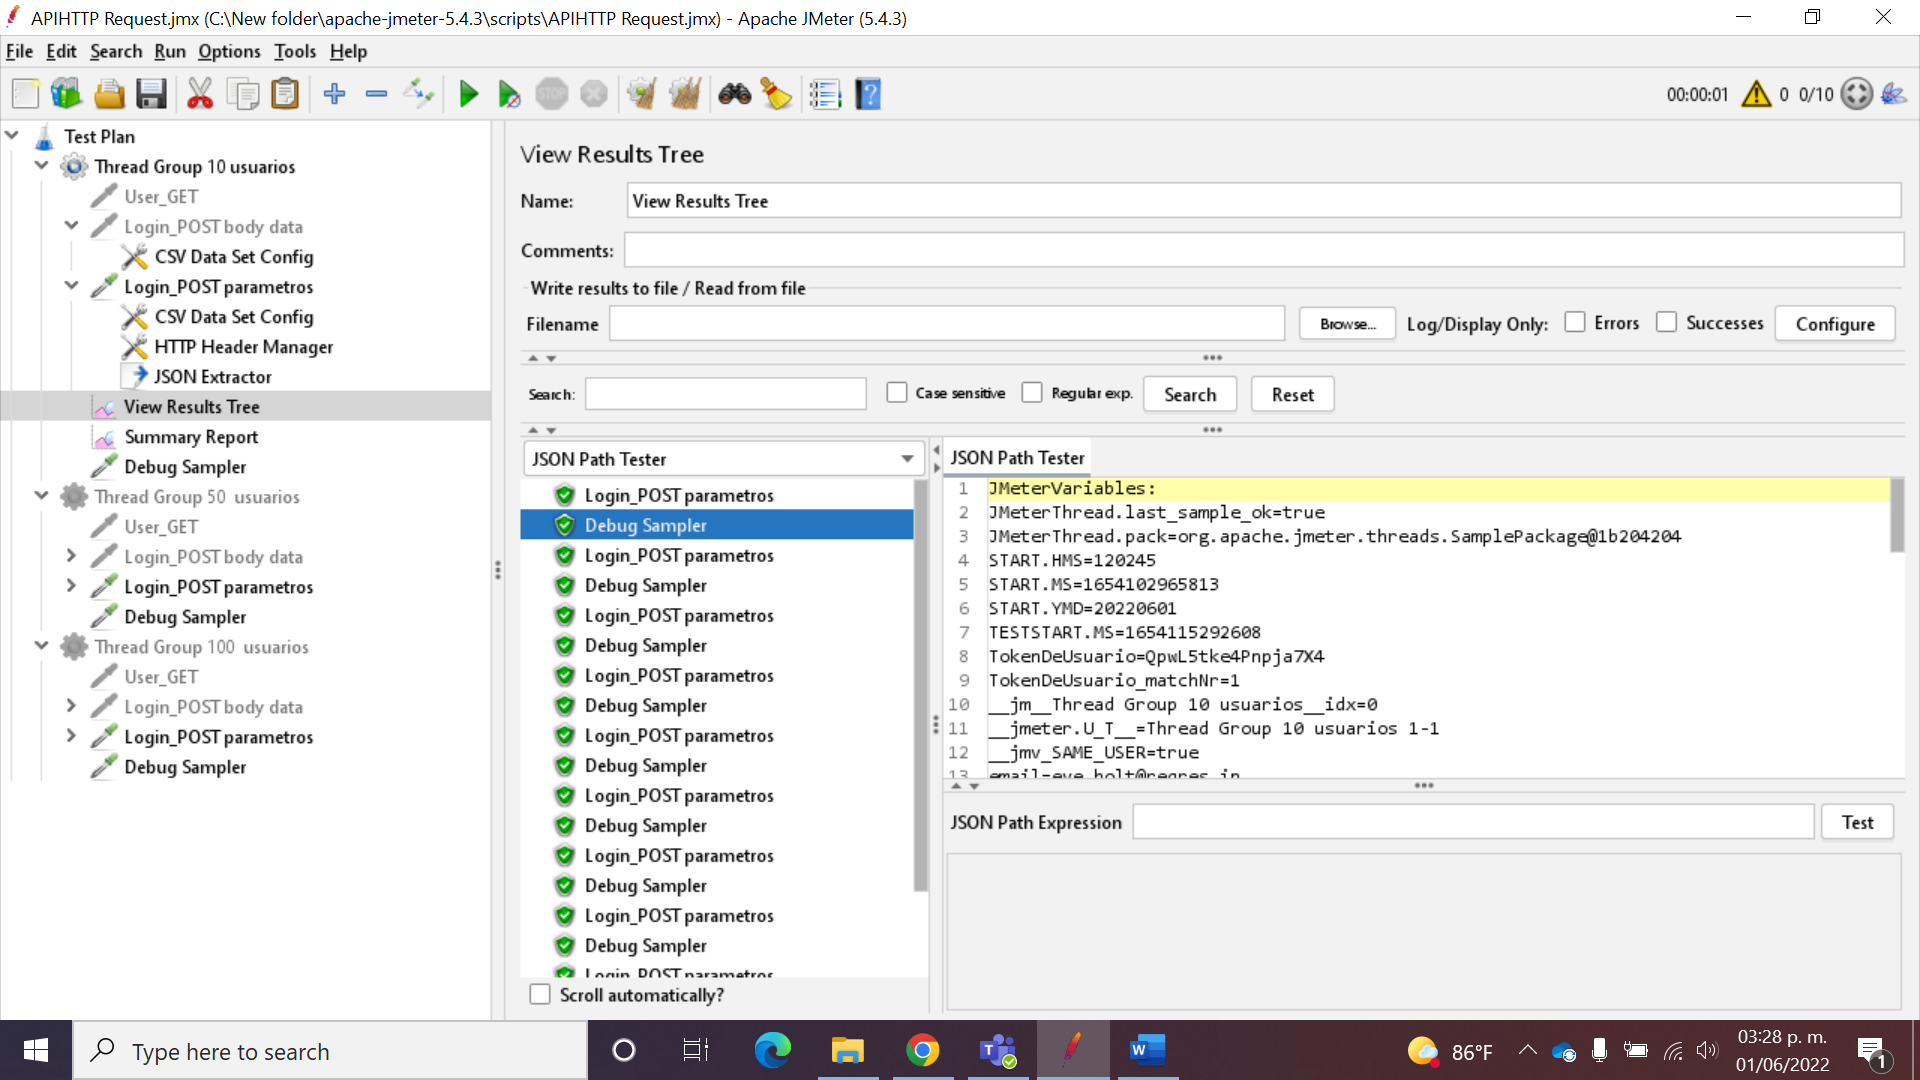 APIHTTP Request.jmx (C:\New folder\apache-jmeter-5.4.3\scripts\APIHTTP Request.jmx) - Apache JMeter (5.4.3)
File Edit Search Run Options Tools Help
STOP
00:00:01 0 0/10
Test Plan
Thread Group 10 usuarios
User_GET
Login_POST body data
CSV Data Set Config
Login_POST parametros
CSV Data Set Config
HTTP Header Manager
JSON Extractor
View Results Tree
Summary Report
Debug Sampler
Thread Group 50 usuarios
User_GET
Login_POST body data
Login_POST parametros
Debug Sampler
Thread Group 100 usuarios
User_GET
Login_POST body data
Login_POST parametros
Debug Sampler
View Results Tree
Name: View Results Tree
Comments:
Write results to file / Read from file
Filename Browse... Log/Display Only: Errors Successes Configure
Search: Case sensitive Regular exp. Search Reset
JSON Path Tester
Login_POST parametros
Debug Sampler
Login_POST parametros
Debug Sampler
Login_POST parametros
Debug Sampler
Login_POST parametros
Debug Sampler
Login_POST parametros
Debug Sampler
Login_POST parametros
Debug Sampler
Login_POST parametros
Debug Sampler
Login_POST parametros
Debug Sampler
Login_POST parametros
Scroll automatically?
JSON Path Tester
1 JMeterVariables:
2 JMeterThread.last_sample_ok=true
3 JMeterThread.pack=org.apache.jmeter.threads.SamplePackage@1b204204
4 START.HMS=120245
5 START.MS=1654102965813
6 START.YMD=20220601
7 TESTSTART.MS=1654115292608
8 TokenDeUsuario=QpwL5tke4Pnpja7X4
9 TokenDeUsuario_matchNr=1
10 __jm__Thread Group 10 usuarios__idx=0
11 __jmeter.U_T__=Thread Group 10 usuarios 1-1
12 __jmv_SAME_USER=true
13 email=eve.holt@reqres.in
JSON Path Expression Test
Type here to search
86°F
03:28 p. m.
01/06/2022
1